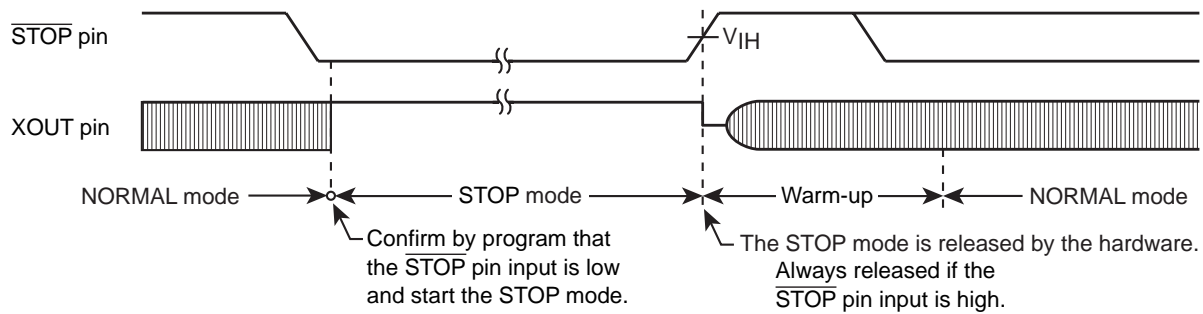 STOP pin
VIH
XOUT pin
NORMAL mode
STOP mode
Warm-up
NORMAL mode
Confirm by program that
the STOP pin input is low
and start the STOP mode.
The STOP mode is released by the hardware.
Always released if the
STOP pin input is high.